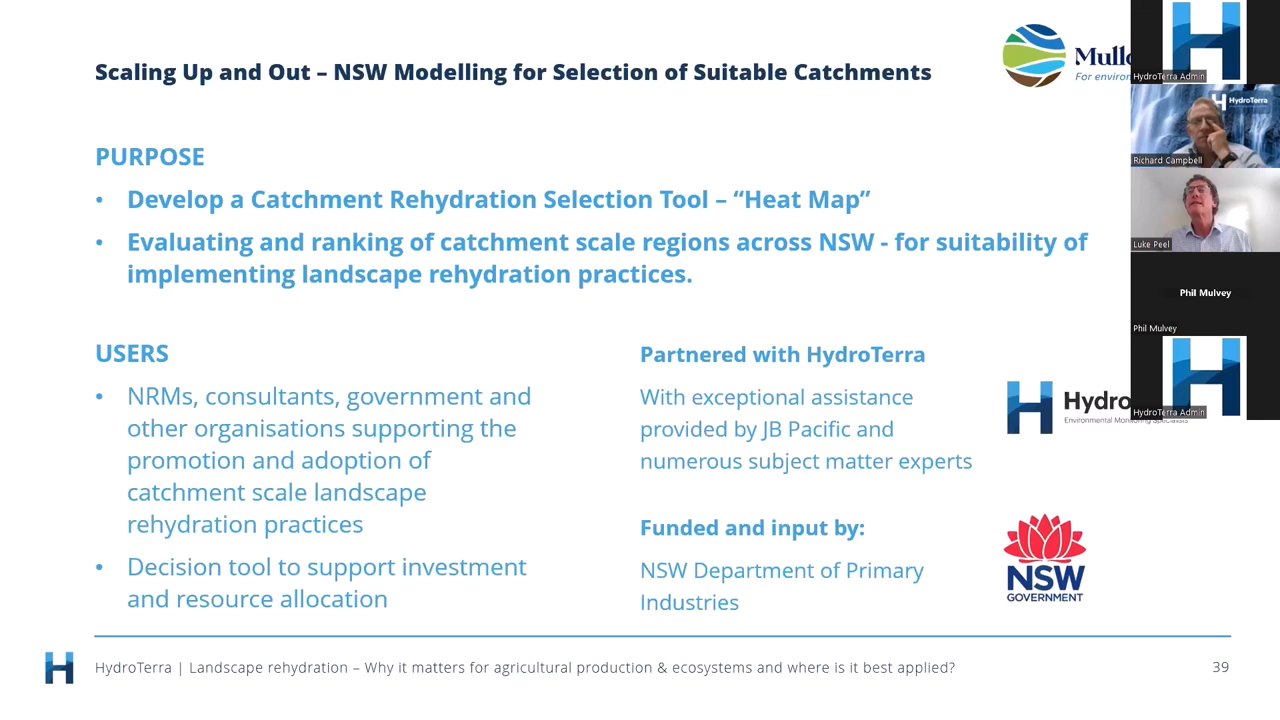 Scaling Up and Out – NSW Modelling for Selection of Suitable Catchments
For environ
HydroTerra Admin
HydroTerra
Richard Campbell
Luke Peel
Phil Mulvey
Phil Mulvey
HydroTerra Admin
PURPOSE
• Develop a Catchment Rehydration Selection Tool – “Heat Map”
• Evaluating and ranking of catchment scale regions across NSW - for suitability of
implementing landscape rehydration practices.
USERS
• NRMs, consultants, government and
other organisations supporting the
promotion and adoption of
catchment scale landscape
rehydration practices
• Decision tool to support investment
and resource allocation
Partnered with HydroTerra
With exceptional assistance
provided by JB Pacific and
numerous subject matter experts
Hydro
Environmental Monitoring Specialists
Funded and input by:
NSW Department of Primary
Industries
NSW
GOVERNMENT
HydroTerra | Landscape rehydration – Why it matters for agricultural production & ecosystems and where is it best applied?
39